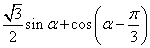 √3/2 sin α + cos(α − π/3)